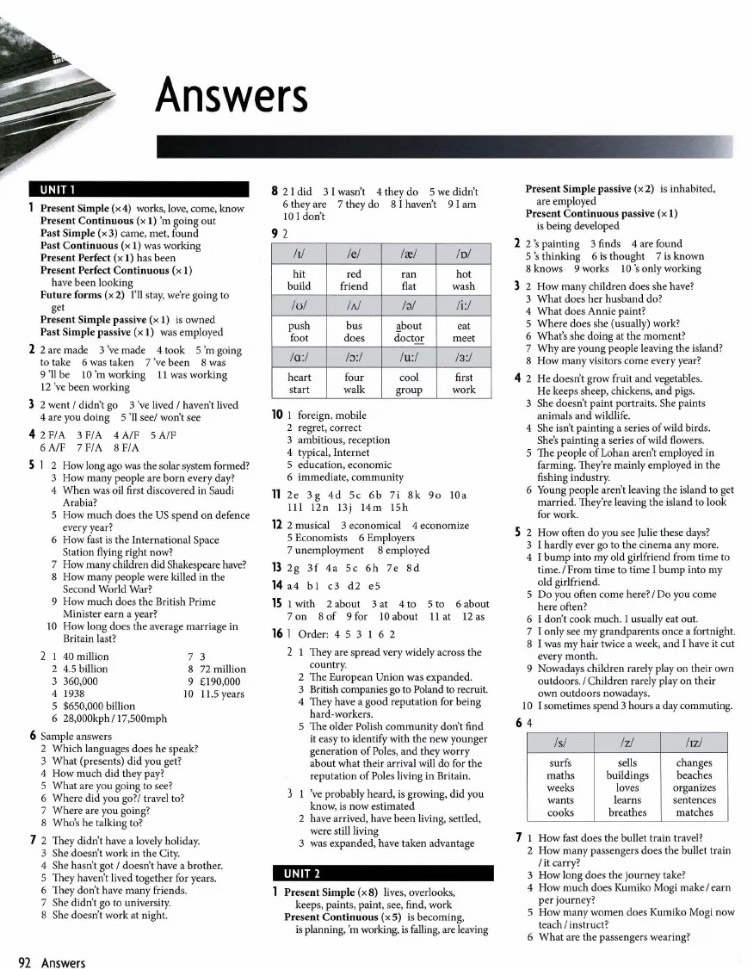 Answers
UNIT 1
1 Present Simple (×4) works, love, come, know
Present Continuous (× 1) 'm going out
Past Simple (× 3) came, met, found
Past Continuous (× 1) was working
Present Perfect (× 1) has been
Present Perfect Continuous (× 1)
have been looking
Future forms (× 2) I'll stay, we're going to
get
Present Simple passive (× 1) is owned
Past Simple passive (× 1) was employed
2 2 are made 3 've made 4 took 5 'm going
to take 6 was taken 7 've been 8 was
9 'll be 10 'm working 11 was working
12 've been working
3 2 went / didn't go 3 've lived / haven't lived
4 are you doing 5 'll see/ won't see
4 2 F/A 3 F/A 4 A/F 5 A/F
6 A/F 7 F/A 8 F/A
5 1 2 How long ago was the solar system formed?
3 How many people are born every day?
4 When was oil first discovered in Saudi
Arabia?
5 How much does the US spend on defence
every year?
6 How fast is the International Space
Station flying right now?
7 How many children did Shakespeare have?
8 How many people were killed in the
Second World War?
9 How much does the British Prime
Minister earn a year?
10 How long does the average marriage in
Britain last?
2 1 40 million 7 3
2 4.5 billion 8 72 million
3 360,000 9 £190,000
4 1938 10 11.5 years
5 $650,000 billion
6 28,000kph / 17,500mph
6 Sample answers
2 Which languages does he speak?
3 What (presents) did you get?
4 How much did they pay?
5 What are you going to see?
6 Where did you go?/ travel to?
7 Where are you going?
8 Who's he talking to?
7 2 They didn't have a lovely holiday.
3 She doesn't work in the City.
4 She hasn't got / doesn't have a brother.
5 They haven't lived together for years.
6 They don't have many friends.
7 She didn't go to university.
8 She doesn't work at night.
8 2 I did 3 I wasn't 4 they do 5 we didn't
6 they are 7 they do 8 I haven't 9 I am
10 I don't
9 2
/ɪ/ /e/ /æ/ /ɒ/
hit red ran hot
build friend flat wash
/ʊ/ /ʌ/ /ə/ /iː/
push bus about eat
foot does doctor meet
/ɑː/ /ɔː/ /uː/ /ɜː/
heart four cool first
start walk group work
10 1 foreign, mobile
2 regret, correct
3 ambitious, reception
4 typical, Internet
5 education, economic
6 immediate, community
11 2e 3g 4d 5c 6b 7i 8k 9o 10a
11l 12n 13j 14m 15h
12 2 musical 3 economical 4 economize
5 Economists 6 Employers
7 unemployment 8 employed
13 2g 3f 4a 5c 6h 7e 8d
14 a4 b1 c3 d2 e5
15 1 with 2 about 3 at 4 to 5 to 6 about
7 on 8 of 9 for 10 about 11 at 12 as
16 1 Order: 4 5 3 1 6 2
2 1 They are spread very widely across the
country.
2 The European Union was expanded.
3 British companies go to Poland to recruit.
4 They have a good reputation for being
hard-workers.
5 The older Polish community don't find
it easy to identify with the new younger
generation of Poles, and they worry
about what their arrival will do for the
reputation of Poles living in Britain.
3 1 've probably heard, is growing, did you
know, is now estimated
2 have arrived, have been living, settled,
were still living
3 was expanded, have taken advantage
UNIT 2
1 Present Simple (×8) lives, overlooks,
keeps, paints, paint, see, find, work
Present Continuous (×5) is becoming,
is planning, 'm working, is falling, are leaving
Present Simple passive (×2) is inhabited,
are employed
Present Continuous passive (×1)
is being developed
2 2 's painting 3 finds 4 are found
5 's thinking 6 is thought 7 is known
8 knows 9 works 10 's only working
3 2 How many children does she have?
3 What does her husband do?
4 What does Annie paint?
5 Where does she (usually) work?
6 What's she doing at the moment?
7 Why are young people leaving the island?
8 How many visitors come every year?
4 2 He doesn't grow fruit and vegetables.
He keeps sheep, chickens, and pigs.
3 She doesn't paint portraits. She paints
animals and wildlife.
4 She isn't painting a series of wild birds.
She's painting a series of wild flowers.
5 The people of Lohan aren't employed in
farming. They're mainly employed in the
fishing industry.
6 Young people aren't leaving the island to get
married. They're leaving the island to look
for work.
5 2 How often do you see Julie these days?
3 I hardly ever go to the cinema any more.
4 I bump into my old girlfriend from time to
time. / From time to time I bump into my
old girlfriend.
5 Do you often come here? / Do you come
here often?
6 I don't cook much. I usually eat out.
7 I only see my grandparents once a fortnight.
8 I was my hair twice a week, and I have it cut
every month.
9 Nowadays children rarely play on their own
outdoors. / Children rarely play on their
own outdoors nowadays.
10 I sometimes spend 3 hours a day commuting.
6 4
/s/ /z/ /ɪz/
surfs sells changes
maths buildings beaches
weeks loves organizes
wants learns sentences
cooks breathes matches
7 1 How fast does the bullet train travel?
2 How many passengers does the bullet train
/ it carry?
3 How long does the journey take?
4 How much does Kumiko Mogi make / earn
per journey?
5 How many women does Kumiko Mogi now
teach / instruct?
6 What are the passengers wearing?
92 Answers